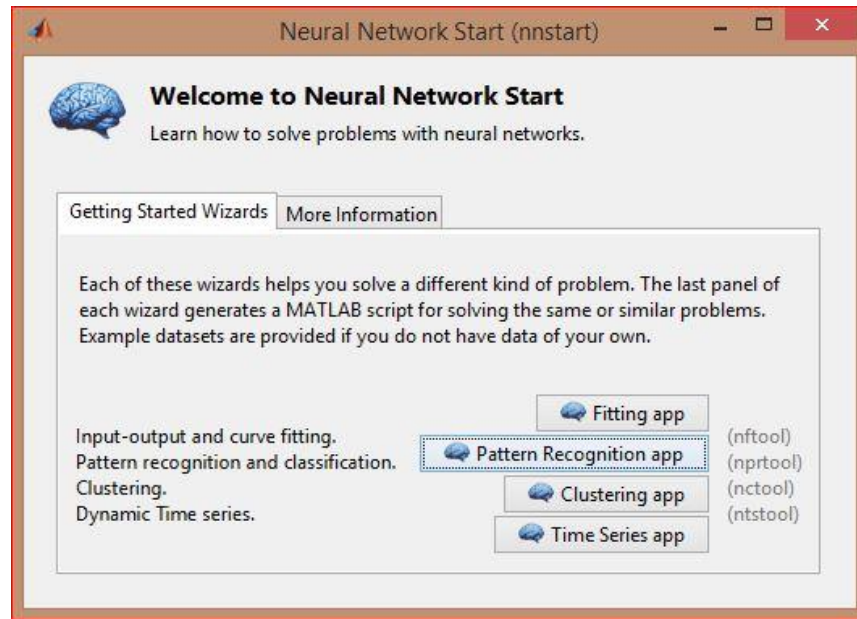 Neural Network Start (nnstart)
Welcome to Neural Network Start
Learn how to solve problems with neural networks.
Getting Started Wizards More Information
Each of these wizards helps you solve a different kind of problem. The last panel of
each wizard generates a MATLAB script for solving the same or similar problems.
Example datasets are provided if you do not have data of your own.
Input-output and curve fitting. Fitting app (nftool)
Pattern recognition and classification. Pattern Recognition app (nprtool)
Clustering. Clustering app (nctool)
Dynamic Time series. Time Series app (ntstool)